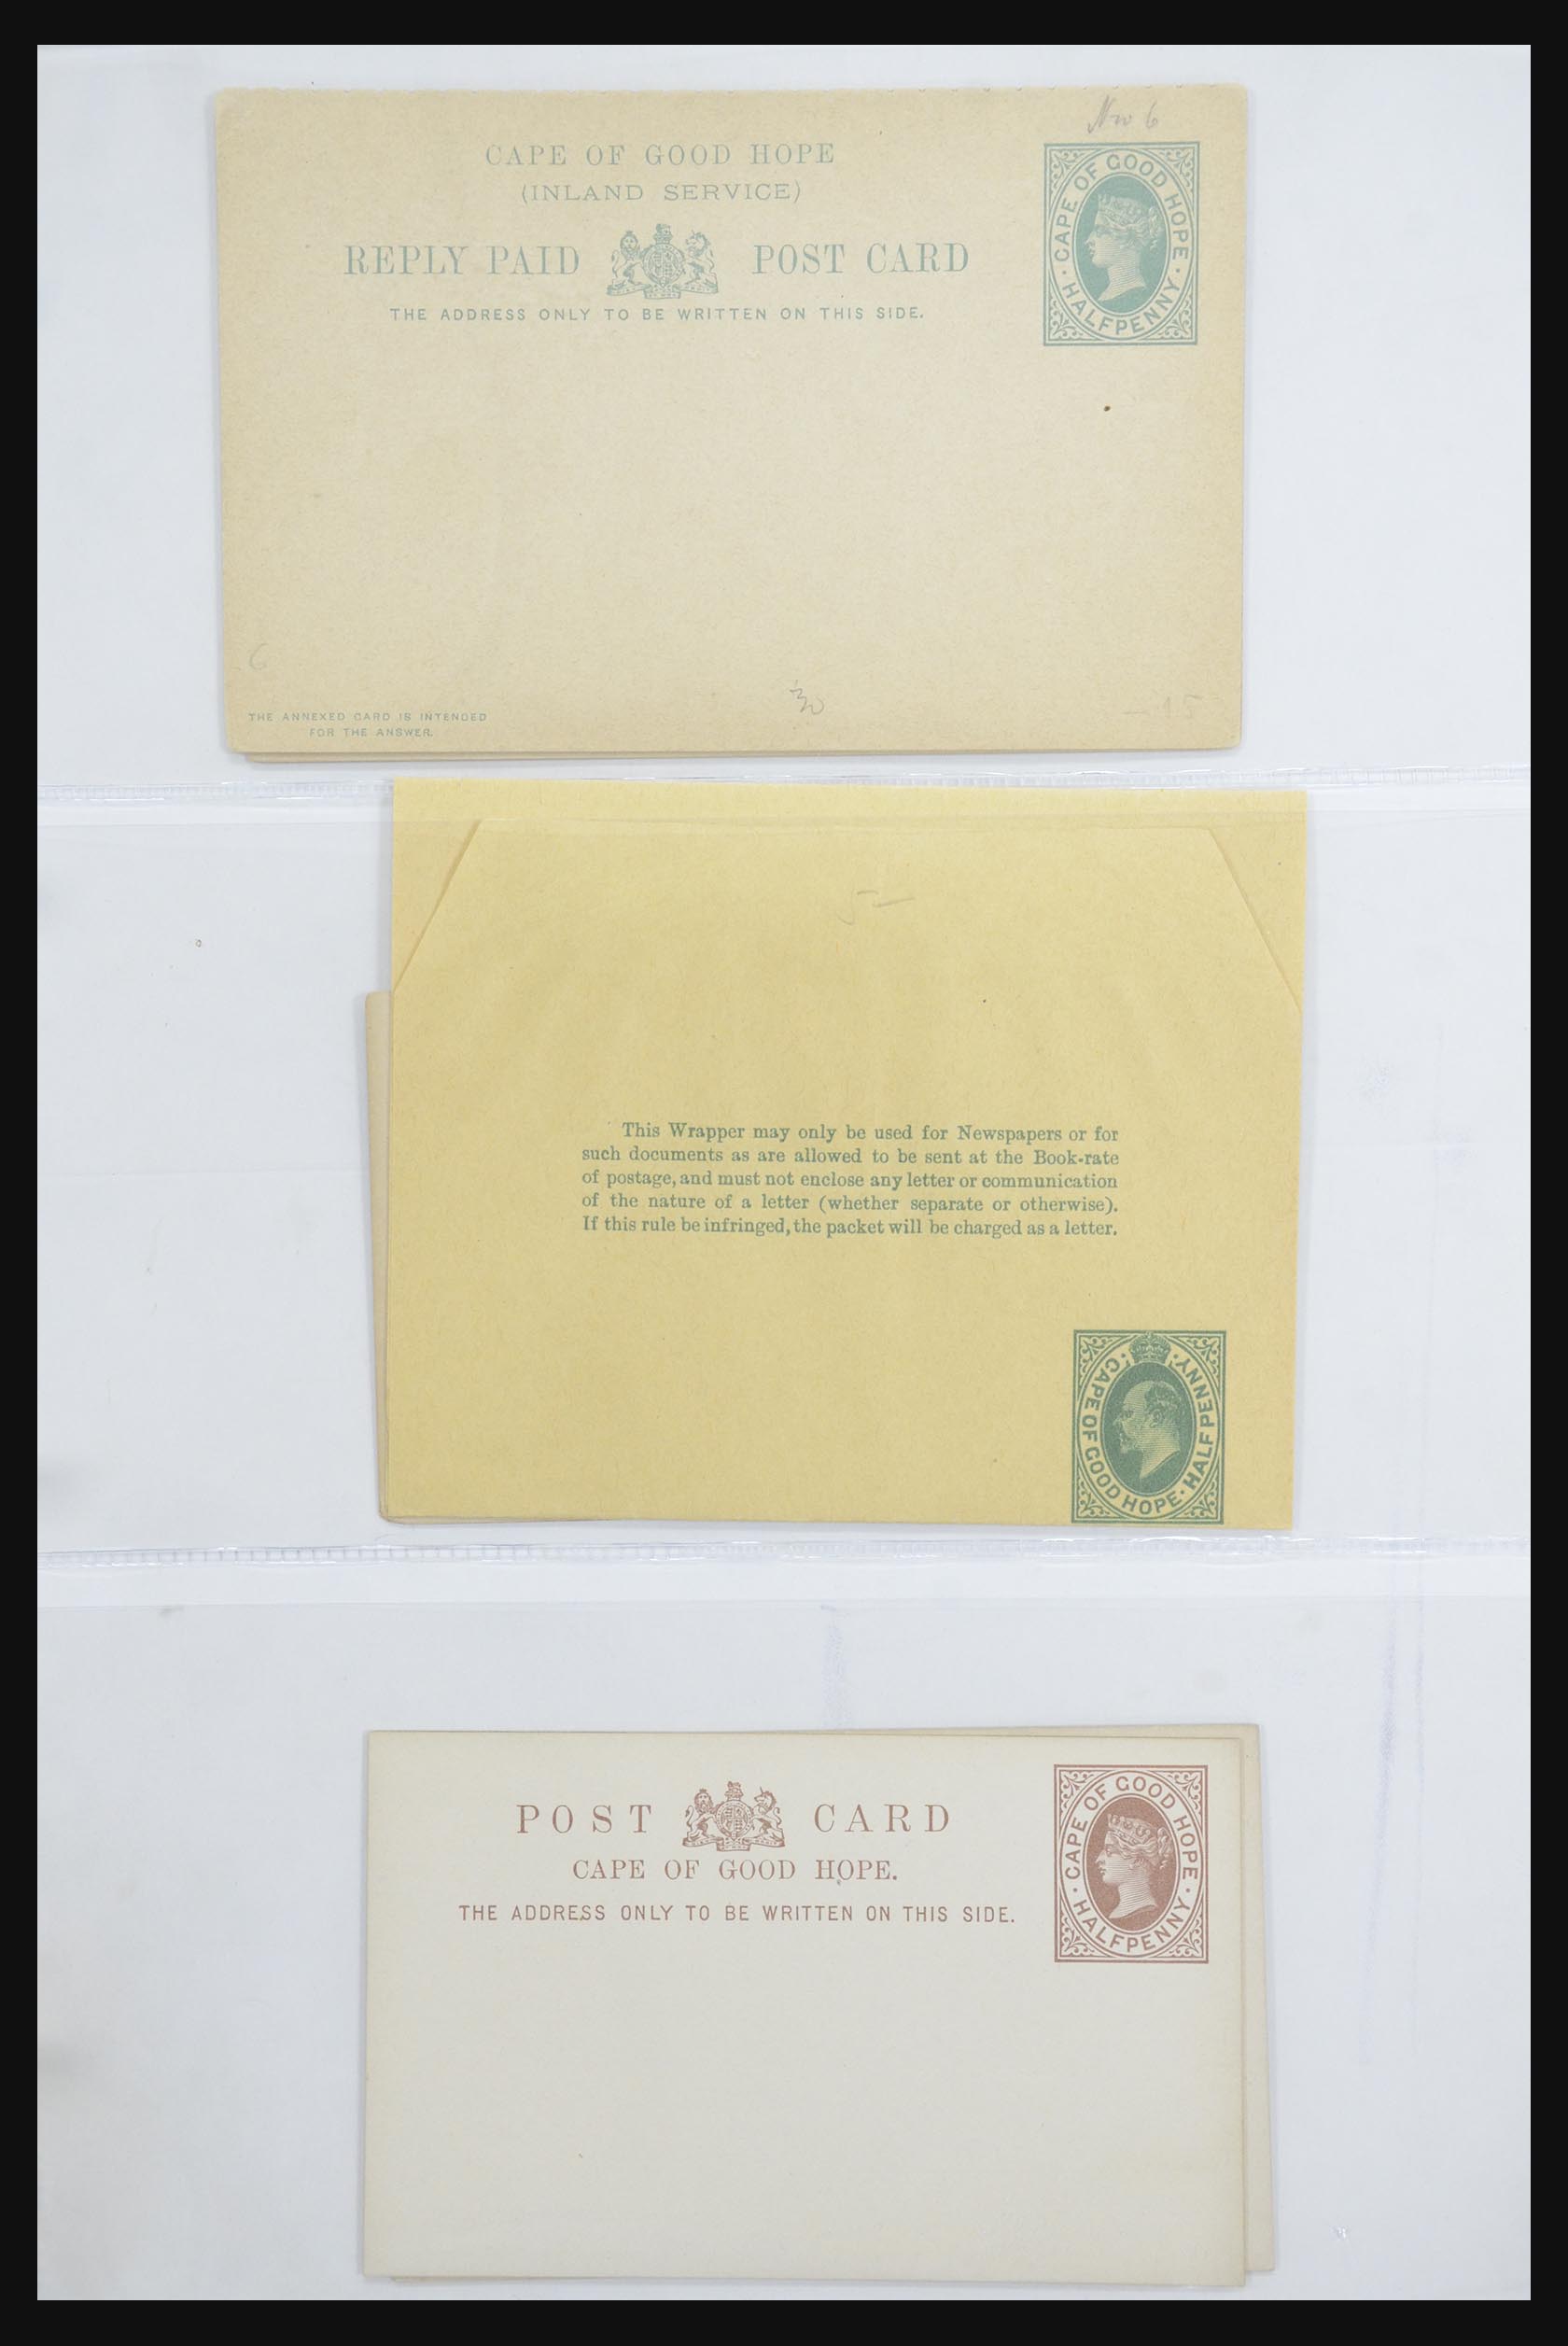 CAPE OF GOOD HOPE
(INLAND SERVICE)
REPLY PAID POST CARD
THE ADDRESS ONLY TO BE WRITTEN ON THIS SIDE.
CAPE OF GOOD HOPE
HALFPENNY
6
30
15
THE ANNEXED CARD IS INTENDED
FOR THE ANSWER.
This Wrapper may only be used for Newspapers or for
such documents as are allowed to be sent at the Book-rate
of postage, and must not enclose any letter or communication
of the nature of a letter (whether separate or otherwise).
If this rule be infringed, the packet will be charged as a letter.
CAPE OF GOOD HOPE · HALFPENNY
POST CARD
CAPE OF GOOD HOPE.
THE ADDRESS ONLY TO BE WRITTEN ON THIS SIDE.
CAPE OF GOOD HOPE
HALFPENNY